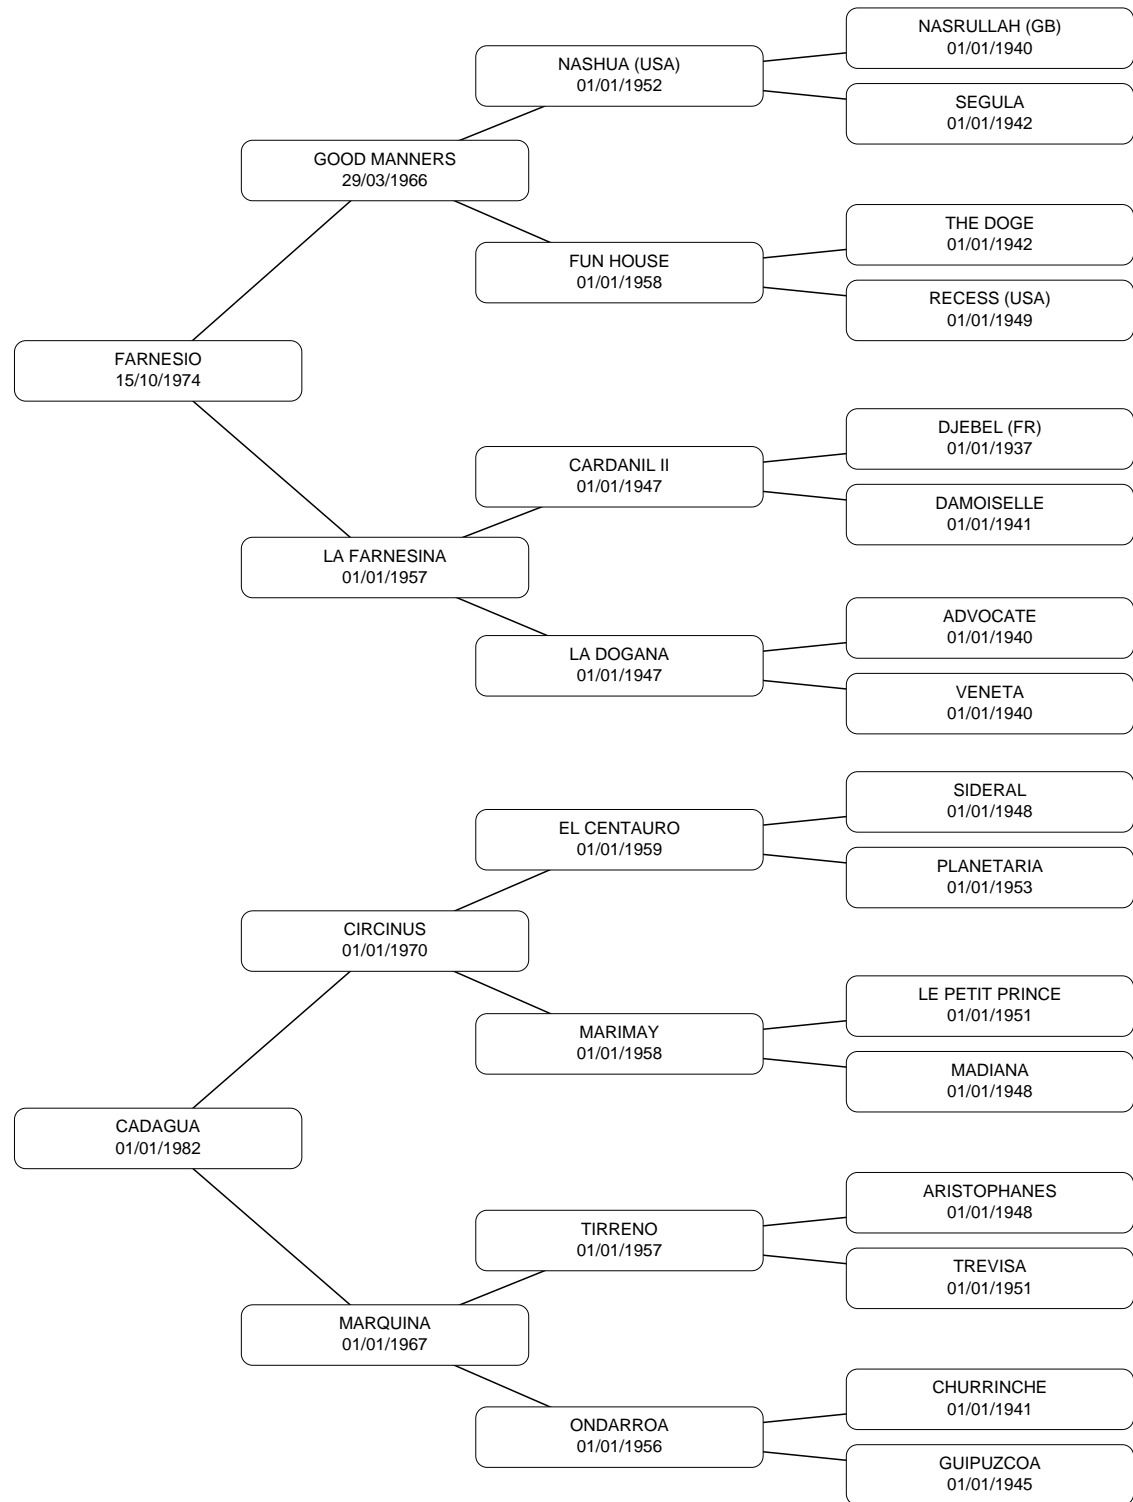 NASRULLAH (GB)
01/01/1940
NASHUA (USA)
01/01/1952
SEGULA
01/01/1942
GOOD MANNERS
29/03/1966
THE DOGE
01/01/1942
FUN HOUSE
01/01/1958
RECESS (USA)
01/01/1949
FARNESIO
15/10/1974
DJEBEL (FR)
01/01/1937
CARDANIL II
01/01/1947
DAMOISELLE
01/01/1941
LA FARNESINA
01/01/1957
ADVOCATE
01/01/1940
LA DOGANA
01/01/1947
VENETA
01/01/1940
SIDERAL
01/01/1948
EL CENTAURO
01/01/1959
PLANETARIA
01/01/1953
CIRCINUS
01/01/1970
LE PETIT PRINCE
01/01/1951
MARIMAY
01/01/1958
MADIANA
01/01/1948
CADAGUA
01/01/1982
ARISTOPHANES
01/01/1948
TIRRENO
01/01/1957
TREVISA
01/01/1951
MARQUINA
01/01/1967
CHURRINCHE
01/01/1941
ONDARROA
01/01/1956
GUIPUZCOA
01/01/1945